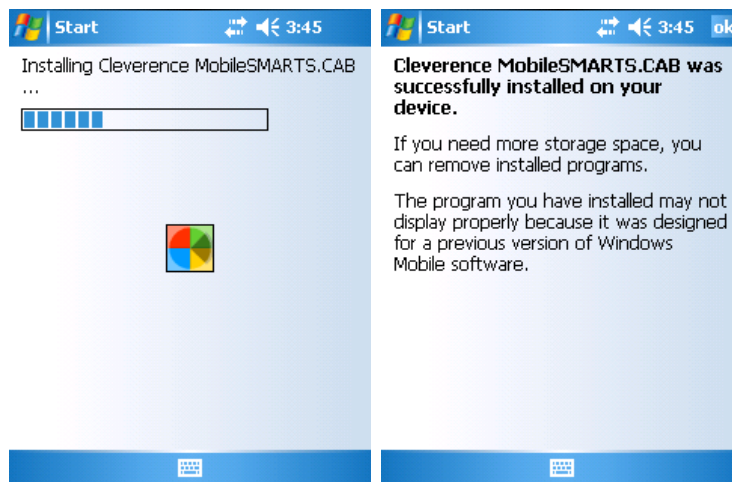 Start 3:45
Installing Cleverence MobileSMARTS.CAB
...
Start 3:45 ok
Cleverence MobileSMARTS.CAB was
successfully installed on your
device.
If you need more storage space, you
can remove installed programs.
The program you have installed may not
display properly because it was designed
for a previous version of Windows
Mobile software.